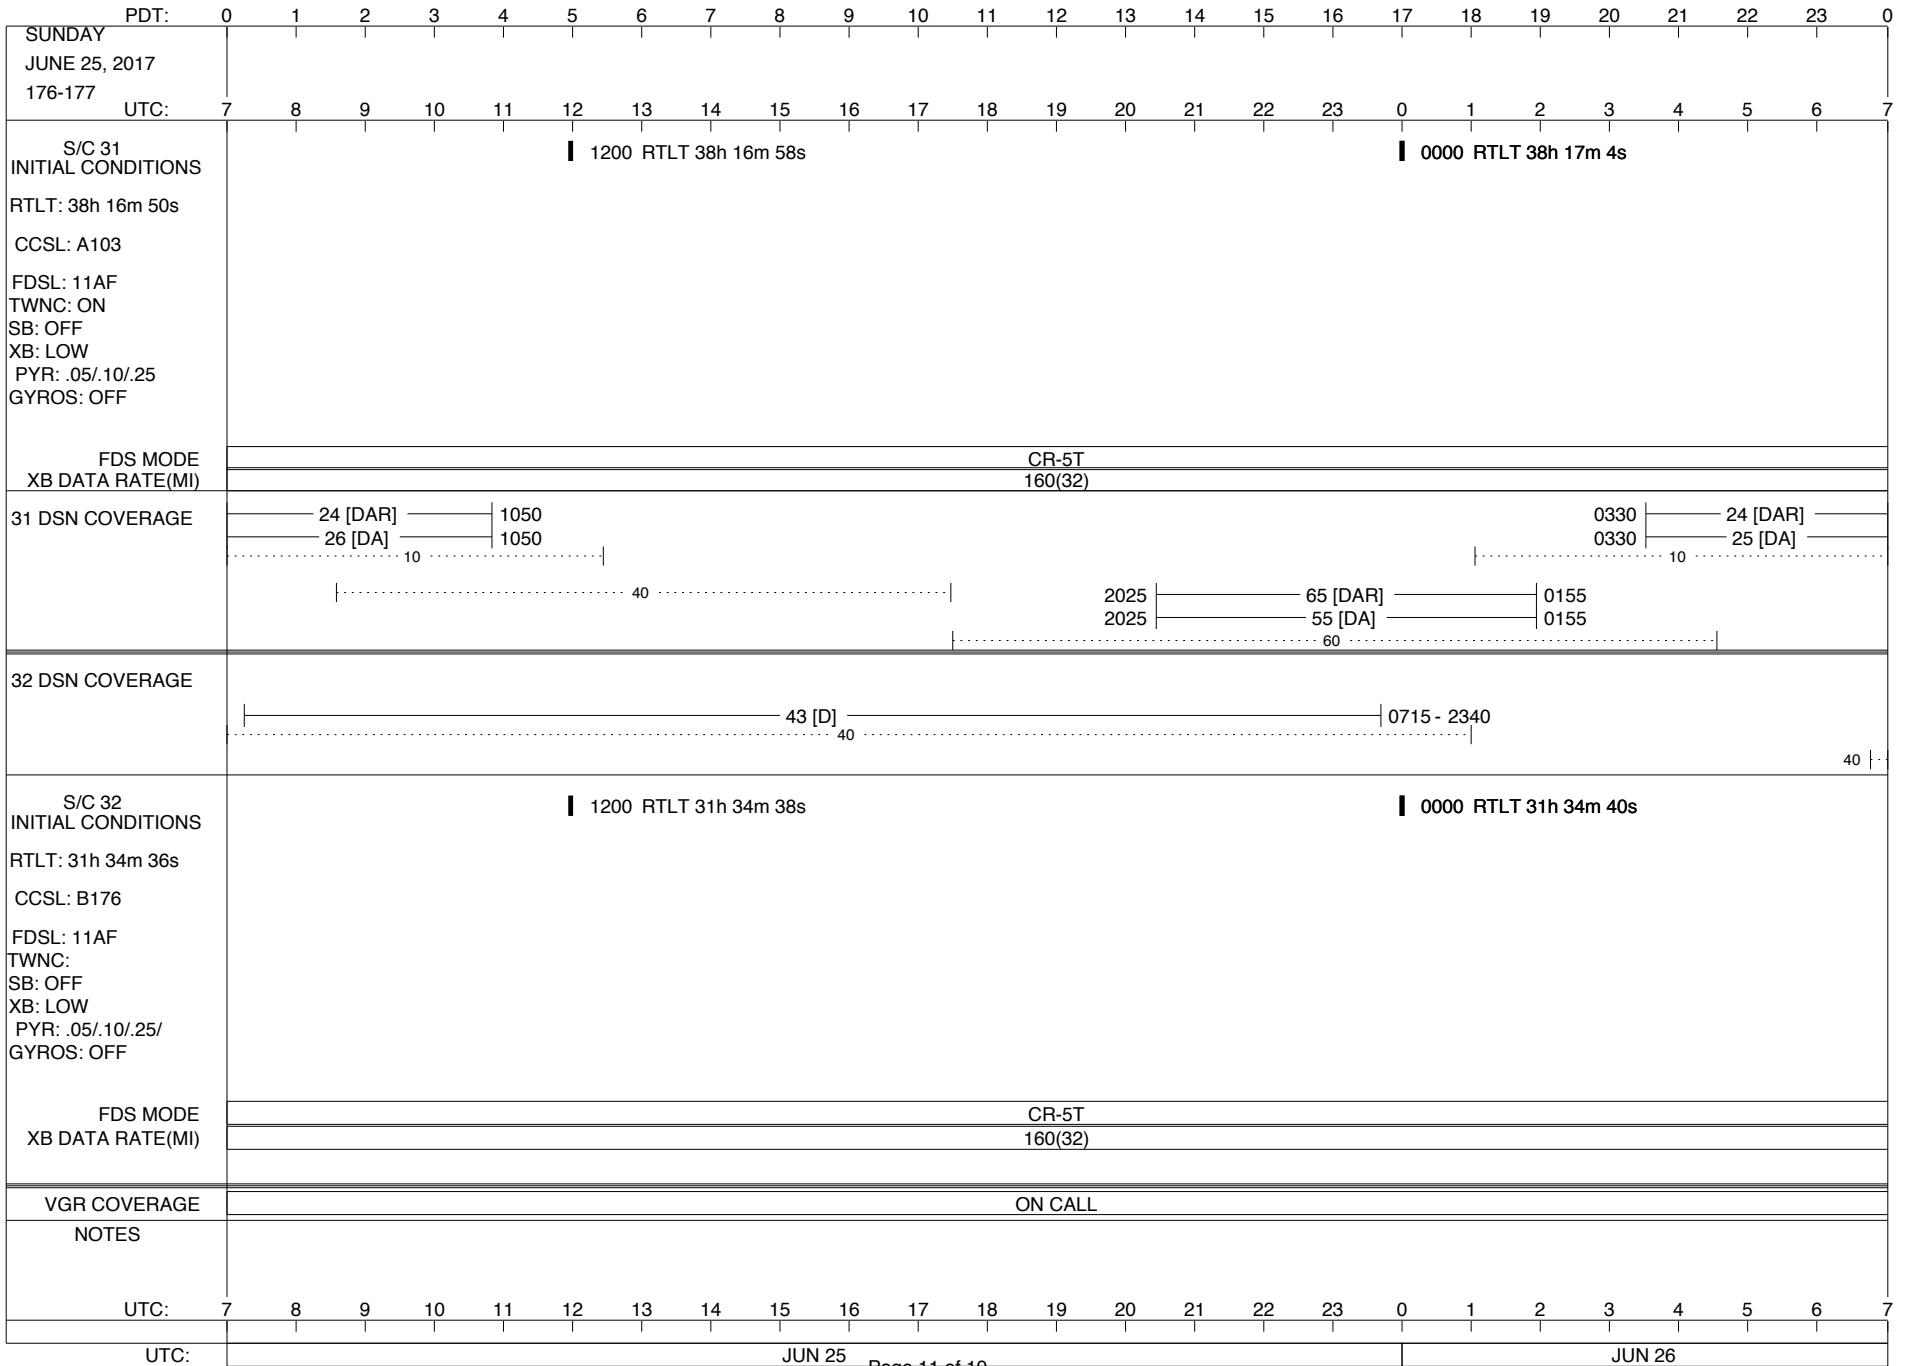 PDT: 0 1 2 3 4 5 6 7 8 9 10 11 12 13 14 15 16 17 18 19 20 21 22 23 0
SUNDAY
JUNE 25, 2017
176-177
UTC: 7 8 9 10 11 12 13 14 15 16 17 18 19 20 21 22 23 0 1 2 3 4 5 6 7
S/C 31
INITIAL CONDITIONS
1200 RTLT 38h 16m 58s
0000 RTLT 38h 17m 4s
RTLT: 38h 16m 50s
CCSL: A103
FDSL: 11AF
TWNC: ON
SB: OFF
XB: LOW
PYR: .05/.10/.25
GYROS: OFF
FDS MODE CR-5T
XB DATA RATE(MI) 160(32)
31 DSN COVERAGE
24 [DAR] 1050 0330 24 [DAR]
26 [DA] 1050 0330 25 [DA]
10 10
40
2025 65 [DAR] 0155
2025 55 [DA] 0155
60
32 DSN COVERAGE
43 [D] 0715 - 2340
40
40
S/C 32
INITIAL CONDITIONS
1200 RTLT 31h 34m 38s
0000 RTLT 31h 34m 40s
RTLT: 31h 34m 36s
CCSL: B176
FDSL: 11AF
TWNC:
SB: OFF
XB: LOW
PYR: .05/.10/.25/
GYROS: OFF
FDS MODE CR-5T
XB DATA RATE(MI) 160(32)
VGR COVERAGE ON CALL
NOTES
UTC: 7 8 9 10 11 12 13 14 15 16 17 18 19 20 21 22 23 0 1 2 3 4 5 6 7
UTC: JUN 25 JUN 26